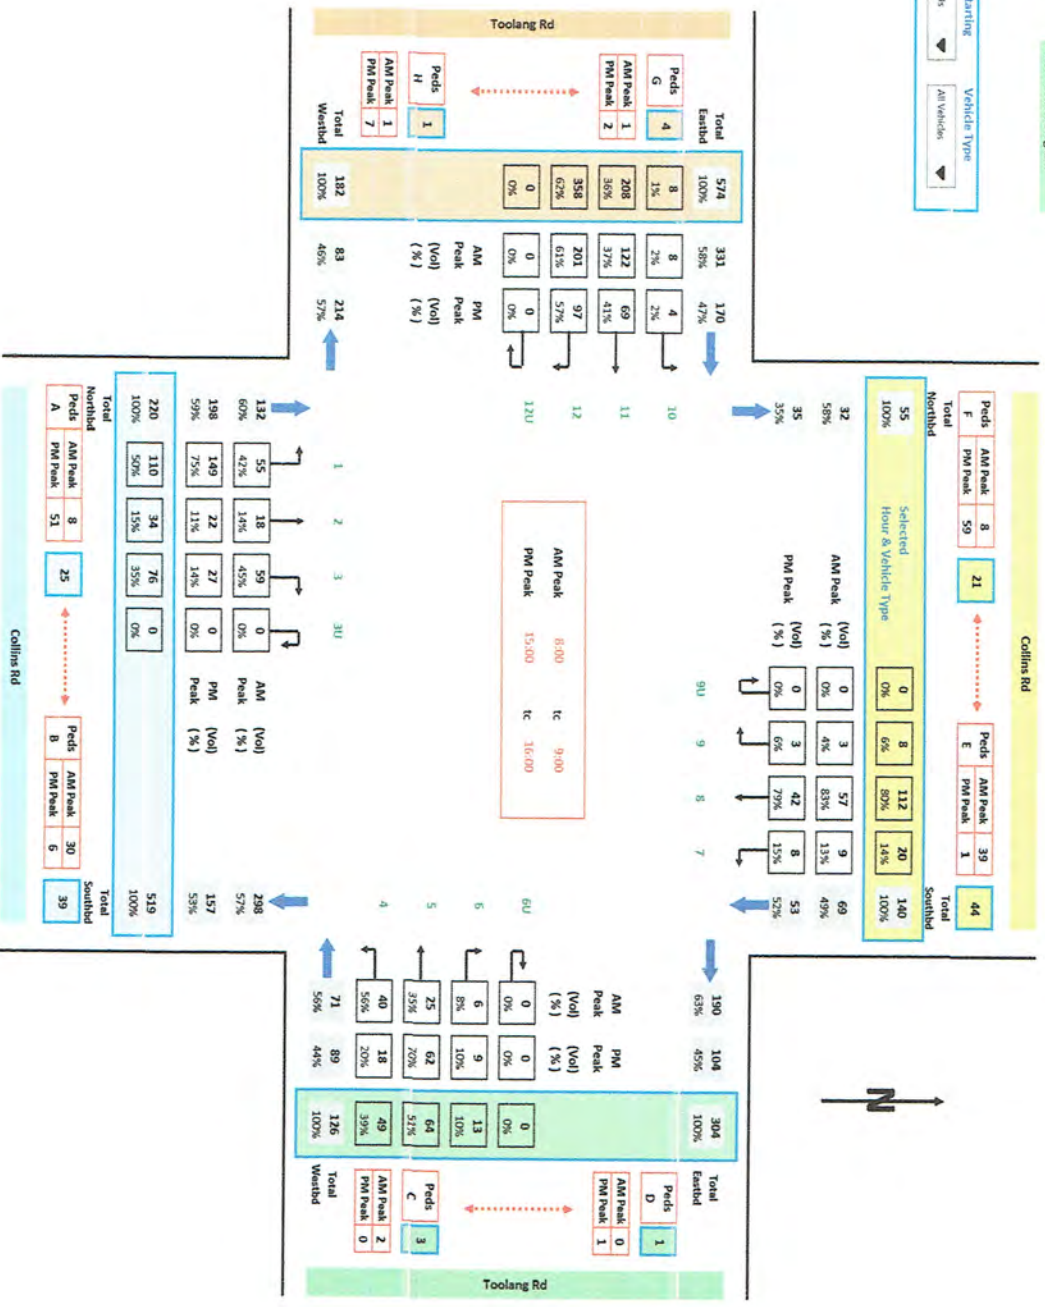 tarting Vehicle Type
All Vehicles
Collins Rd
Peds F AM Peak 8 PM Peak 59 21
Peds E AM Peak 39 PM Peak 1 44
Total Northbd
Total Southbd
55 100%
Selected Hour & Vehicle Type
0 0%
8 6%
112 80%
20 14%
140 100%
32 58%
AM Peak (Vol) (%)
0 0%
3 4%
57 83%
9 13%
69 49%
35 35%
PM Peak (Vol) (%)
0 0%
3 6%
42 79%
8 15%
53 52%
9U 9 8 7
N
Toolang Rd
Total Eastbd
574 100%
331 58%
170 47%
Peds G 4
AM Peak 1
PM Peak 2
8 1%
8 2%
4 2%
10
208 36%
122 37%
69 41%
11
358 62%
201 61%
97 57%
12
0 0%
0 0%
0 0%
12U
AM Peak (Vol) (%)
PM Peak (Vol) (%)
Peds H 1
AM Peak 1
PM Peak 7
Total Westbd
182 100%
83 46%
214 57%
AM Peak 8:00 tc 9:00
PM Peak 15:00 tc 16:00
190 63%
104 45%
304 100%
Total Eastbd
Peds D 1
AM Peak 0
PM Peak 1
AM Peak (Vol) (%)
PM Peak (Vol) (%)
6U
0 0%
0 0%
0 0%
6
6 8%
9 10%
13 10%
5
25 35%
62 70%
64 51%
4
40 56%
18 20%
49 39%
71 56%
89 44%
126 100%
Total Westbd
Peds C 3
AM Peak 2
PM Peak 0
Toolang Rd
1 2 3 3U
132 60%
55 42%
18 14%
59 45%
0 0%
AM Peak (Vol) (%)
298 57%
198 59%
149 75%
22 11%
27 14%
0 0%
PM Peak (Vol) (%)
157 53%
220 100%
110 50%
34 15%
76 35%
0 0%
519 100%
Total Northbd
Total Southbd
Peds A AM Peak 8 PM Peak 51 25
Peds B AM Peak 30 PM Peak 6 39
Collins Rd